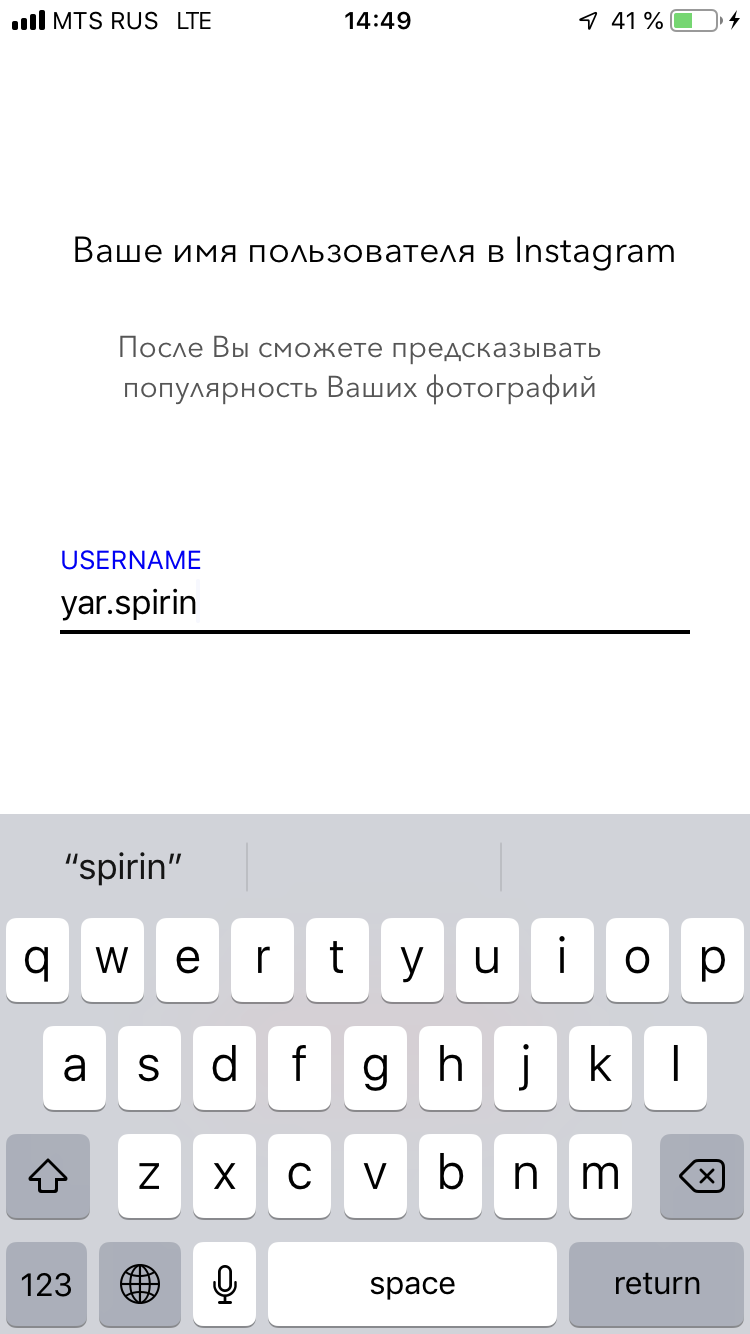 MTS RUS LTE 14:49 41 %
Ваше имя пользователя в Instagram
После Вы сможете предсказывать
популярность Ваших фотографий
USERNAME
yar.spirin
“spirin”
q w e r t y u i o p
a s d f g h j k l
z x c v b n m
123 space return